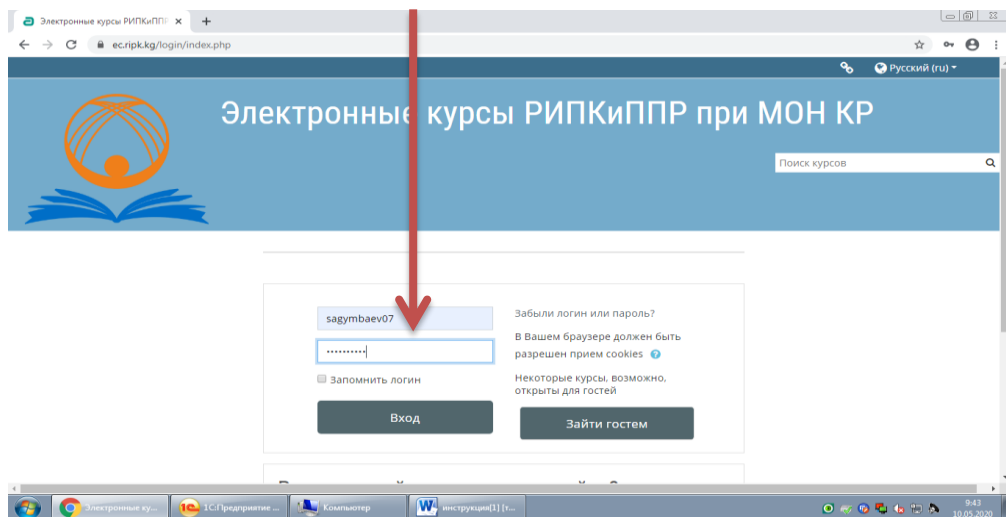 Электронные курсы РИПКиППР
ec.ripk.kg/login/index.php
Русский (ru)
Электронные курсы РИПКиППР при МОН КР
Поиск курсов
sagymbaev07
••••••••••
Запомнить логин
Вход
Забыли логин или пароль?
В Вашем браузере должен быть
разрешен прием cookies
Некоторые курсы, возможно,
открыты для гостей
Зайти гостем
Электронные ку...
1С:Предприятие ...
Компьютер
инструкция[1] [т...
9:43
10.05.2020